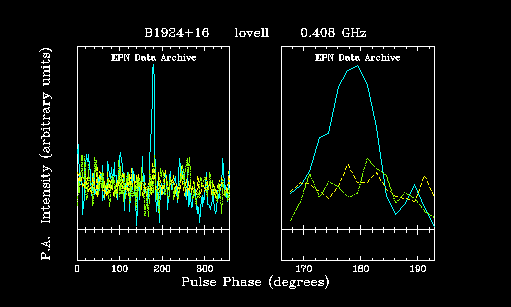 B1924+16 lovell 0.408 GHz
EPN Data Archive EPN Data Archive
P.A. Intensity (arbitrary units)
0 100 200 300 170 180 190
Pulse Phase (degrees)